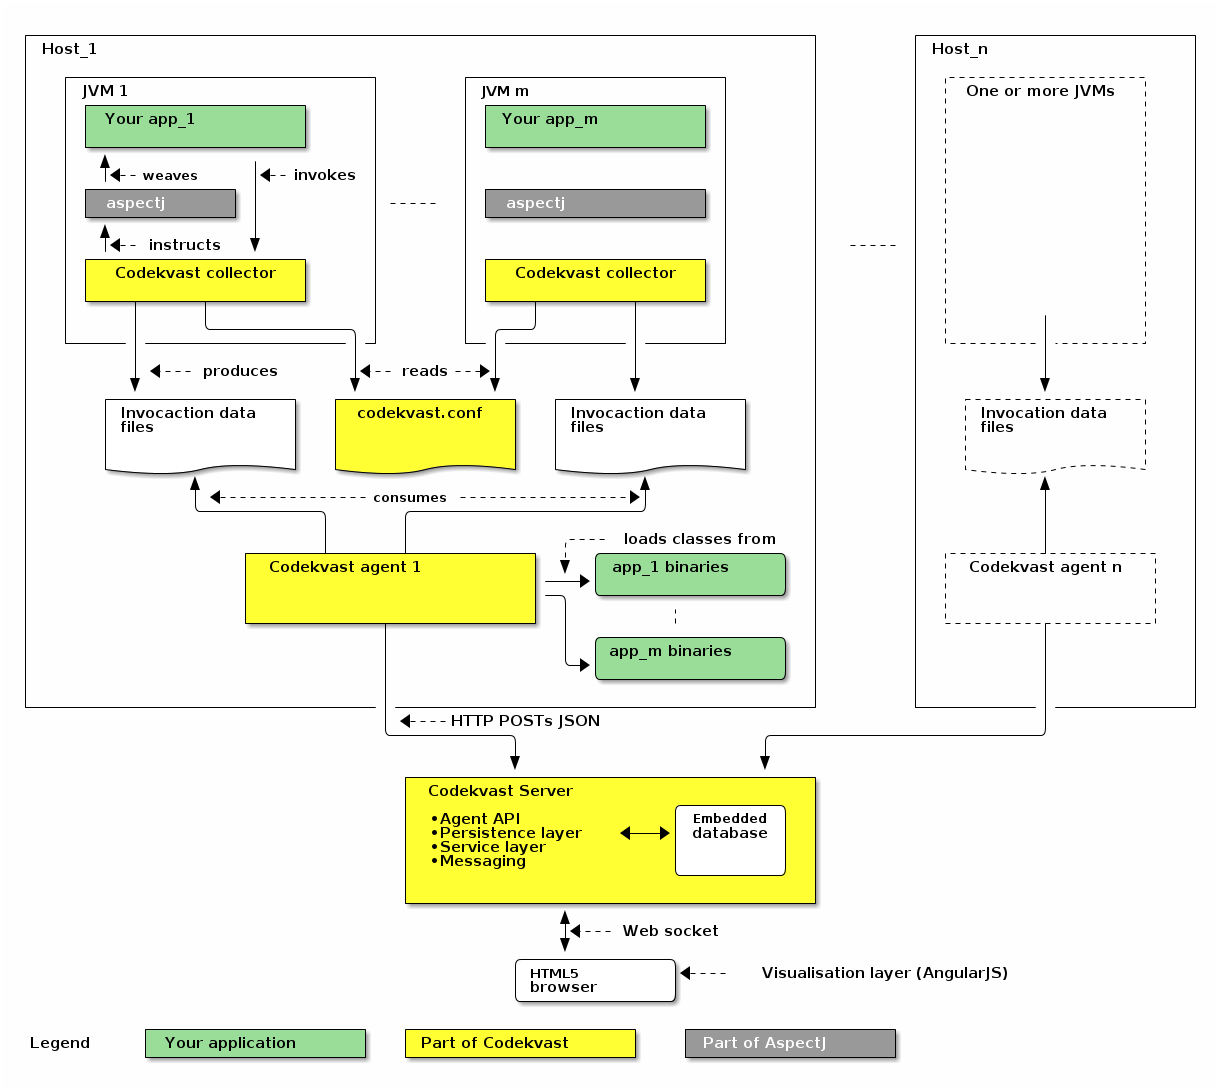 Host_1
Host_n
JVM 1
JVM m
One or more JVMs
Your app_1
Your app_m
weaves
invokes
aspectj
aspectj
instructs
Codekvast collector
Codekvast collector
produces
reads
Invocaction data
files
codekvast.conf
Invocaction data
files
Invocation data
files
consumes
loads classes from
Codekvast agent 1
app_1 binaries
Codekvast agent n
app_m binaries
HTTP POSTs JSON
Codekvast Server
•Agent API
•Persistence layer
•Service layer
•Messaging
Embedded
database
Web socket
HTML5
browser
Visualisation layer (AngularJS)
Legend
Your application
Part of Codekvast
Part of AspectJ